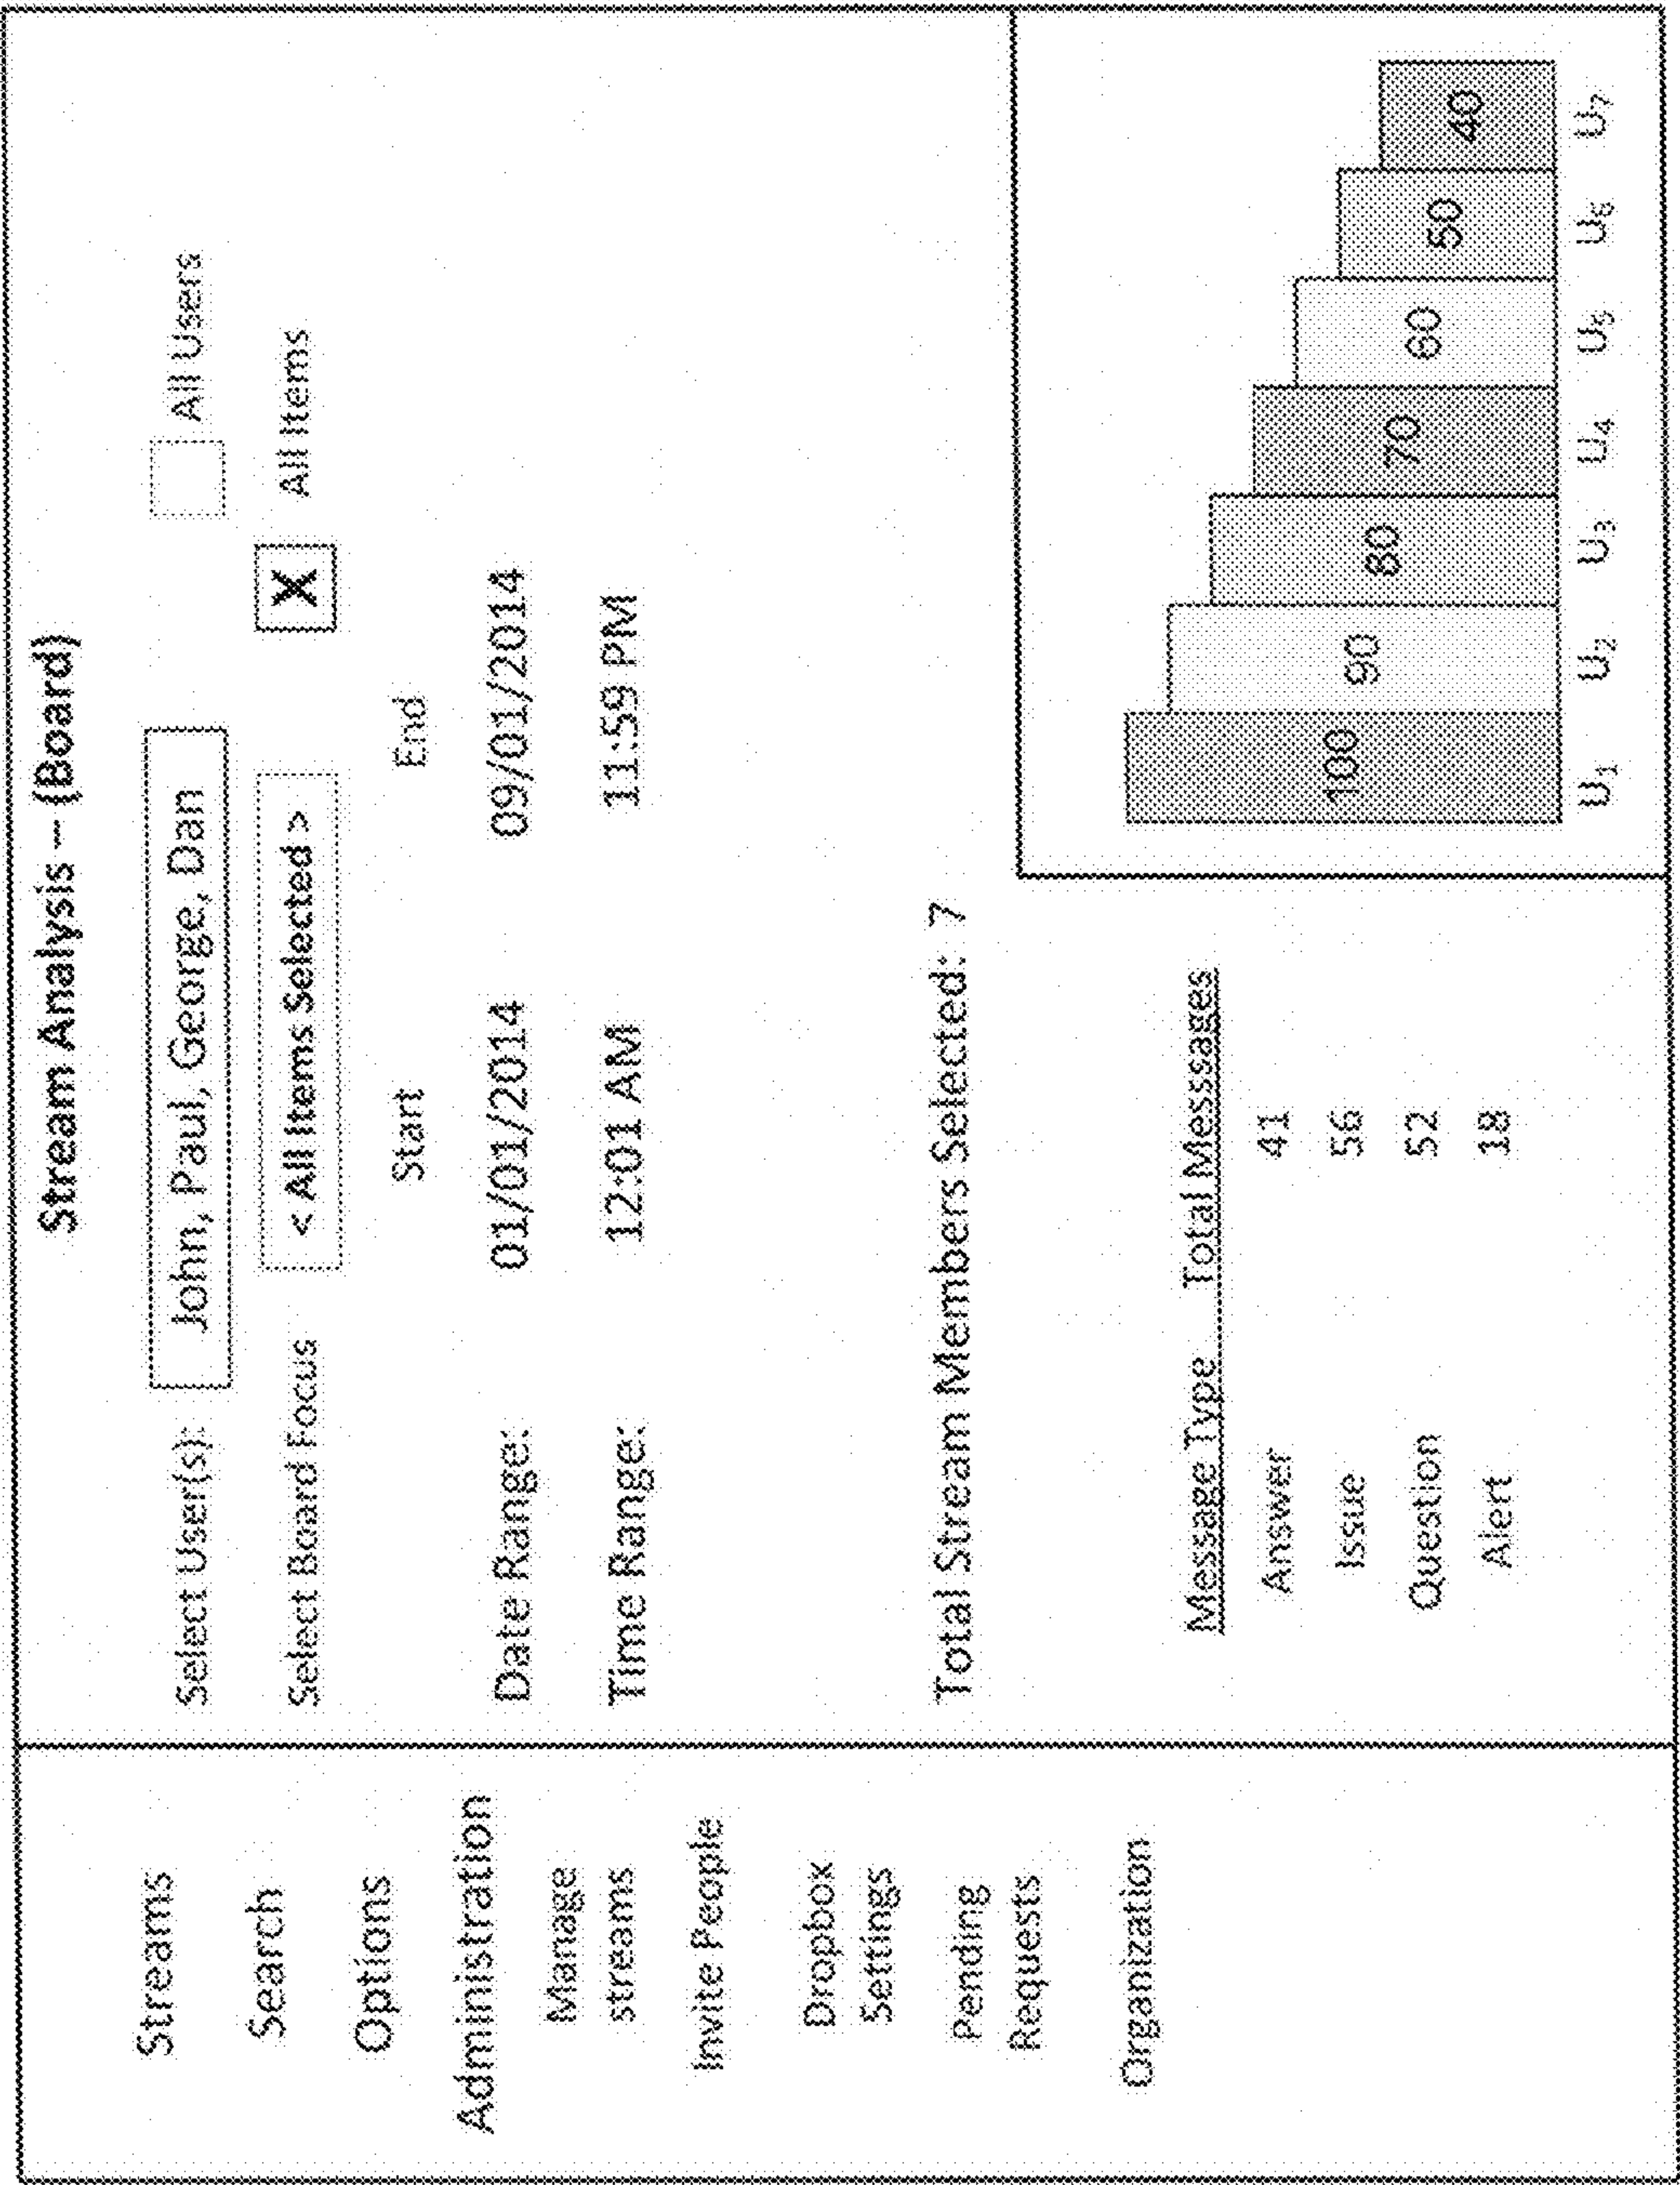 Stream Analysis – (Board)
Streams
Search
Options
Administration
Manage
streams
Invite People
Dropbox
Settings
Pending
Requests
Organization
Select User(s): John, Paul, George, Dan All Users
Select Board Focus < All Items Selected > X All Items
Start End
Date Range: 01/01/2014 09/01/2014
Time Range: 12:01 AM 11:59 PM
Total Stream Members Selected: 7
Message Type Total Messages
Answer 41
Issue 56
Question 52
Alert 18
100 90 80 70 60 50 40
U₁ U₂ U₃ U₄ U₅ U₆ U₇